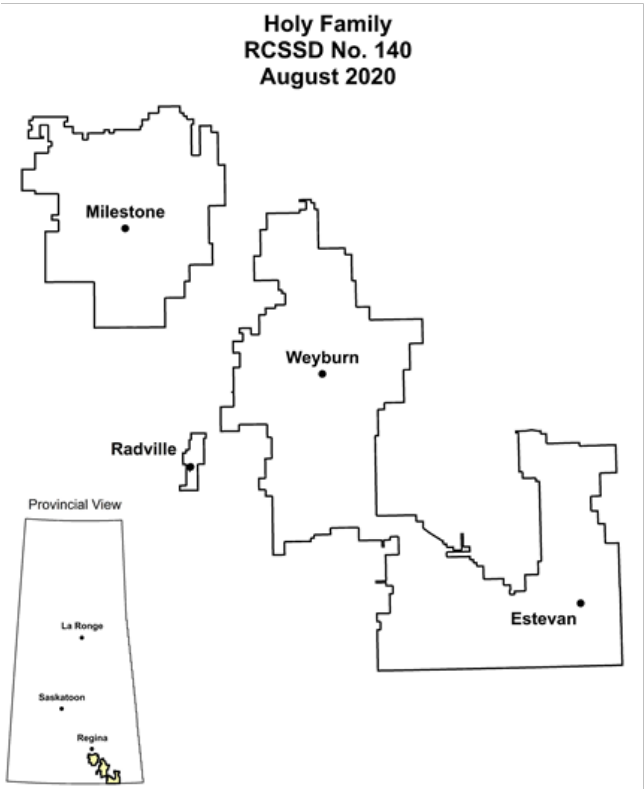 Holy Family
RCSSD No. 140
August 2020
Milestone
Weyburn
Radville
Provincial View
La Ronge
Estevan
Saskatoon
Regina